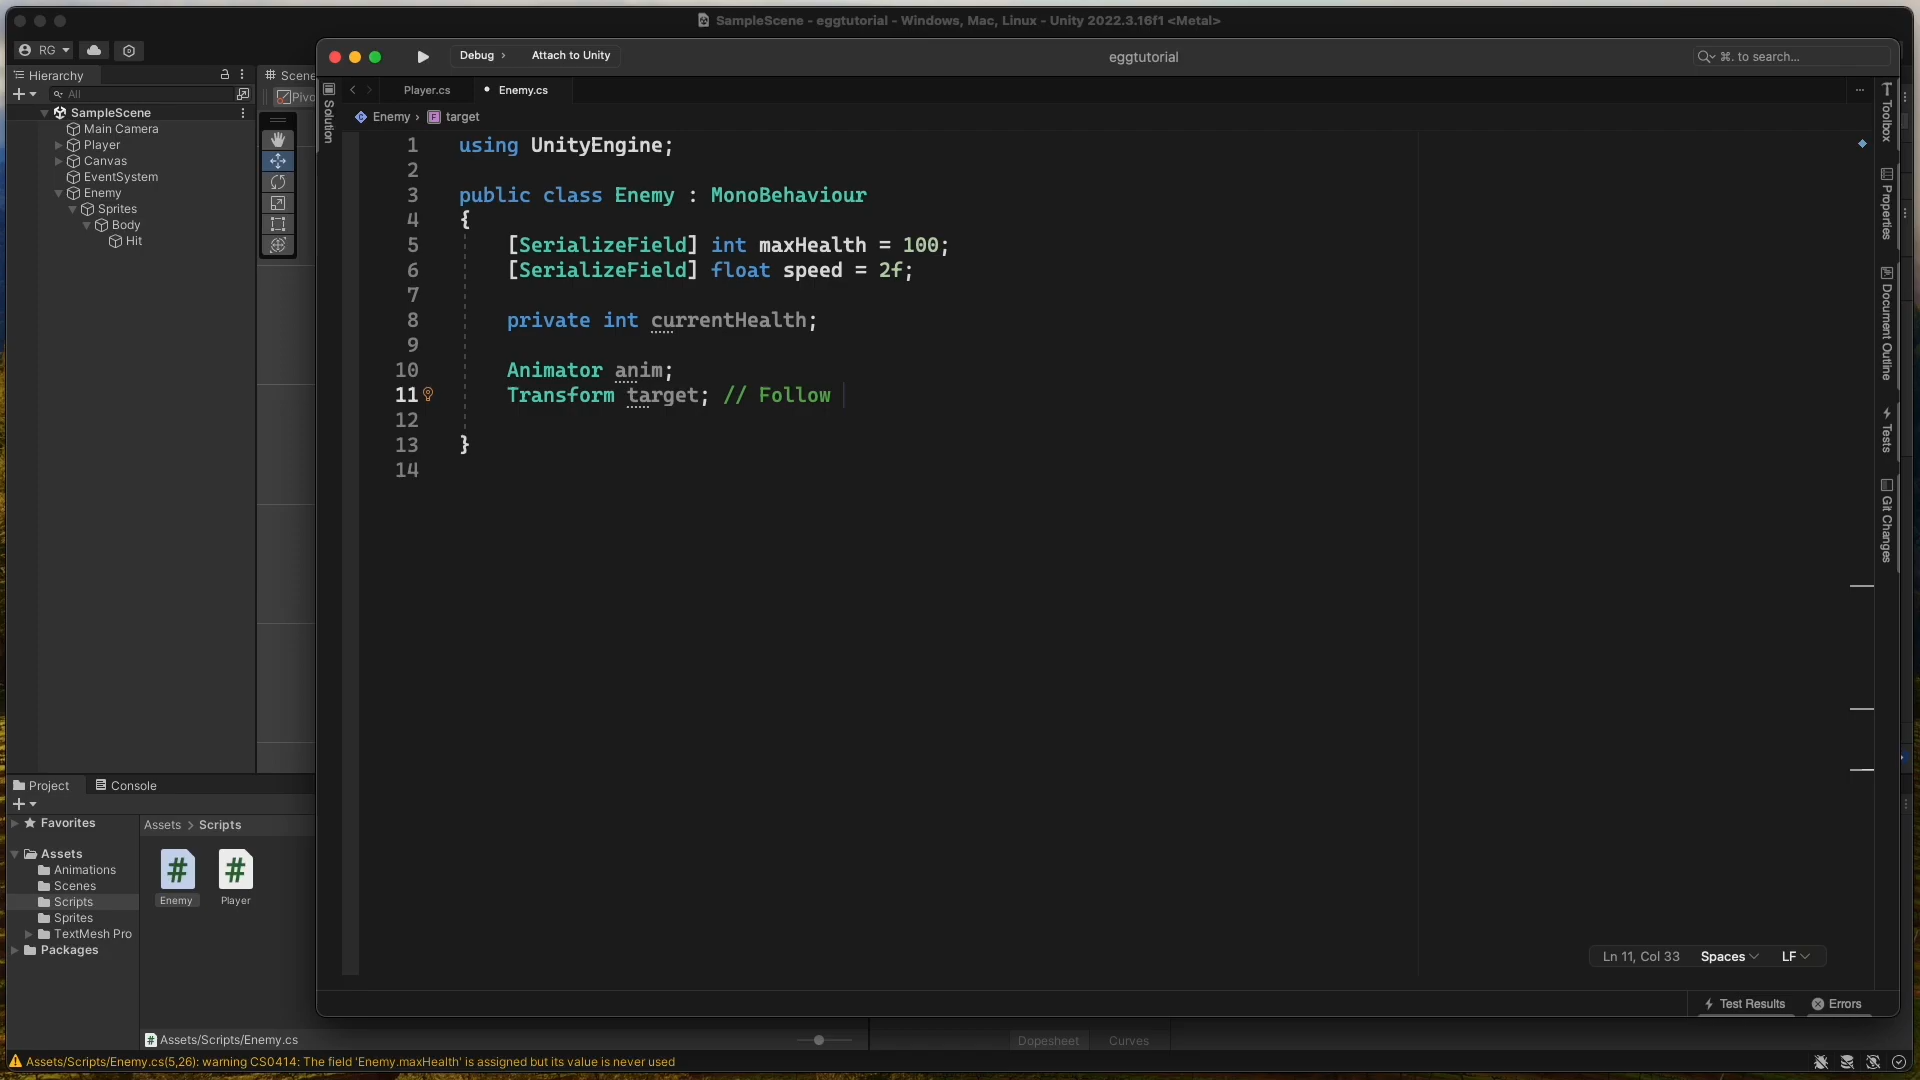 SampleScene - eggtutorial - Windows, Mac, Linux - Unity 2022.3.16f1 <Metal>
RG
Hierarchy
Scene
All
Pivo
SampleScene
Main Camera
Player
Canvas
EventSystem
Enemy
Sprites
Body
Hit
Debug
Attach to Unity
eggtutorial
⌘. to search...
Solution
Player.cs
Enemy.cs
Enemy › target
1 using UnityEngine;
2
3 public class Enemy : MonoBehaviour
4 {
5 [SerializeField] int maxHealth = 100;
6 [SerializeField] float speed = 2f;
7
8 private int currentHealth;
9
10 Animator anim;
11 Transform target; // Follow
12
13 }
14
Toolbox
Properties
Document Outline
Tests
Git Changes
Ln 11, Col 33
Spaces
LF
Test Results
Errors
Project
Console
Favorites
Assets
Animations
Scenes
Scripts
Sprites
TextMesh Pro
Packages
Assets > Scripts
Enemy
Player
Assets/Scripts/Enemy.cs
Dopesheet
Curves
Assets/Scripts/Enemy.cs(5,26): warning CS0414: The field 'Enemy.maxHealth' is assigned but its value is never used